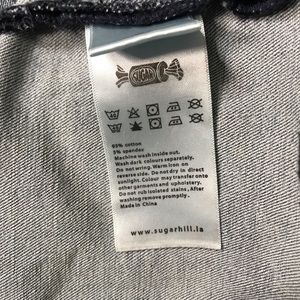 SUGAR
95% cotton
5% spandex
Machine wash inside out.
Wash dark colours separately.
Do not wring. Warm iron on
reverse side. Do not dry in direct
sunlight. Colour may transfer onto
other garments and upholstery.
Do not rub isolated stains . After
washing remove promptly .
Made in China
www.sugarhill.la